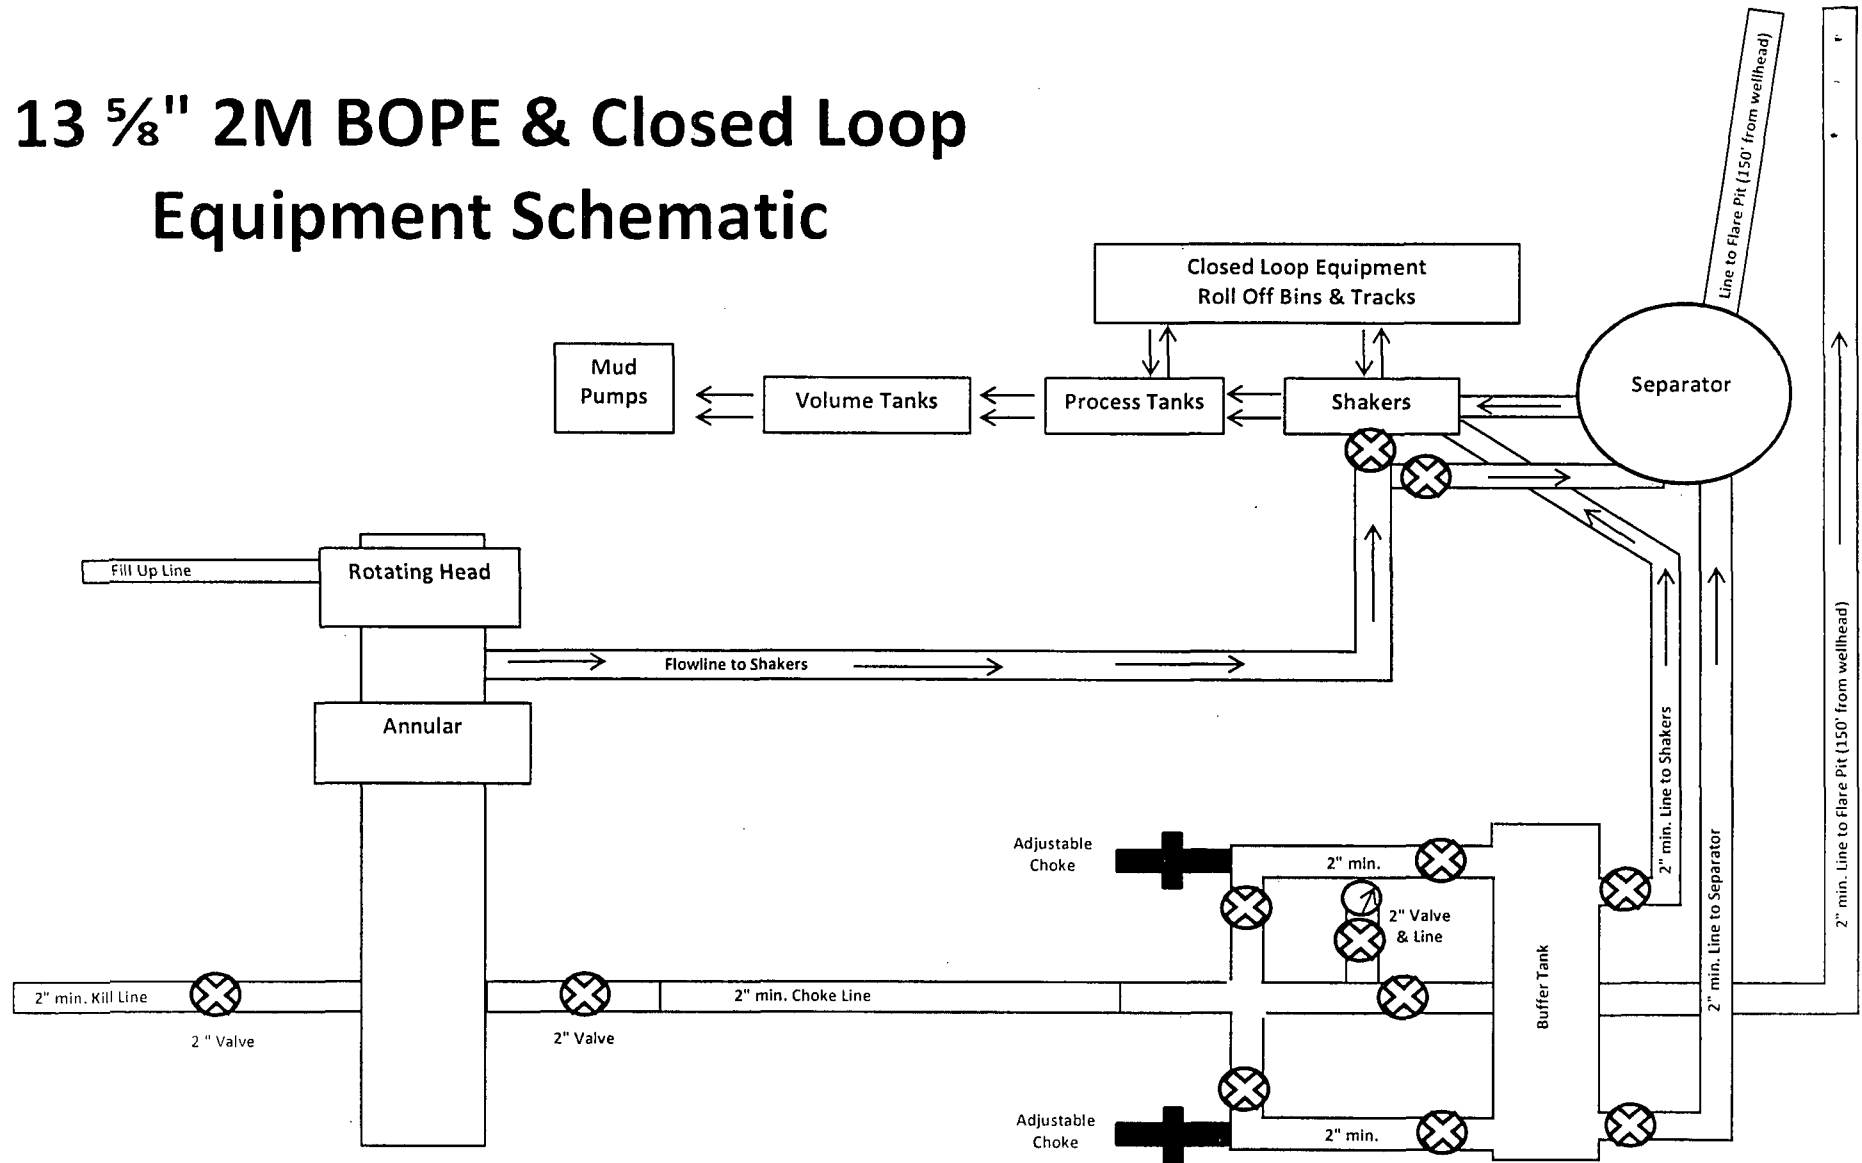 13 ⅝" 2M BOPE & Closed Loop
Equipment Schematic
Line to Flare Pit (150' from wellhead)
Closed Loop Equipment
Roll Off Bins & Tracks
Mud
Pumps
Volume Tanks
Process Tanks
Shakers
Separator
Fill Up Line
Rotating Head
Flowline to Shakers
Annular
2" min. Line to Shakers
2" min. Line to Separator
2" min. Line to Flare Pit (150' from wellhead)
Adjustable
Choke
2" min.
2" Valve
& Line
2" min. Kill Line
2" min. Choke Line
Buffer Tank
2 " Valve
2" Valve
Adjustable
Choke
2" min.